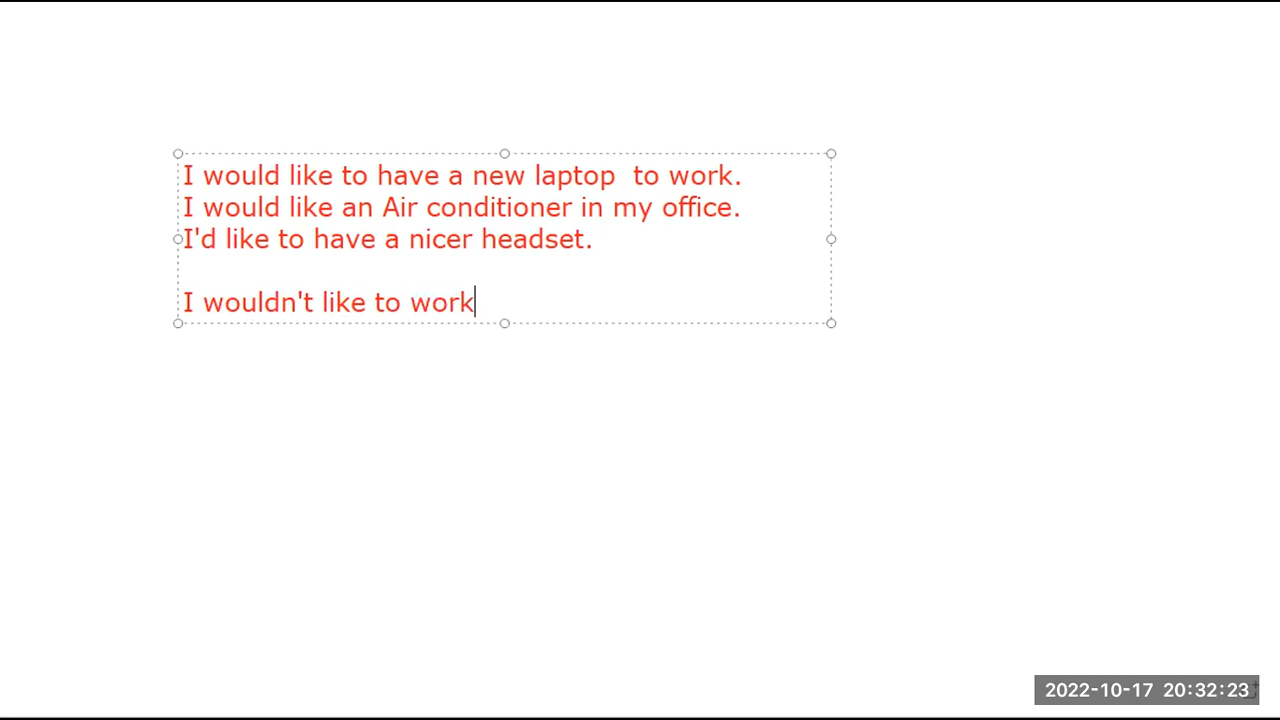 I would like to have a new laptop  to work.
I would like an Air conditioner in my office.
I'd like to have a nicer headset.
I wouldn't like to work
2022-10-17 20:32:23